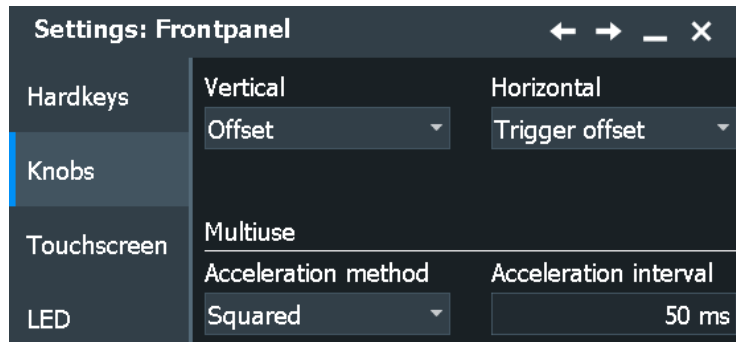 Settings: Frontpanel
Hardkeys
Knobs
Touchscreen
LED
Vertical
Horizontal
Offset
Trigger offset
Multiuse
Acceleration method
Acceleration interval
Squared
50 ms